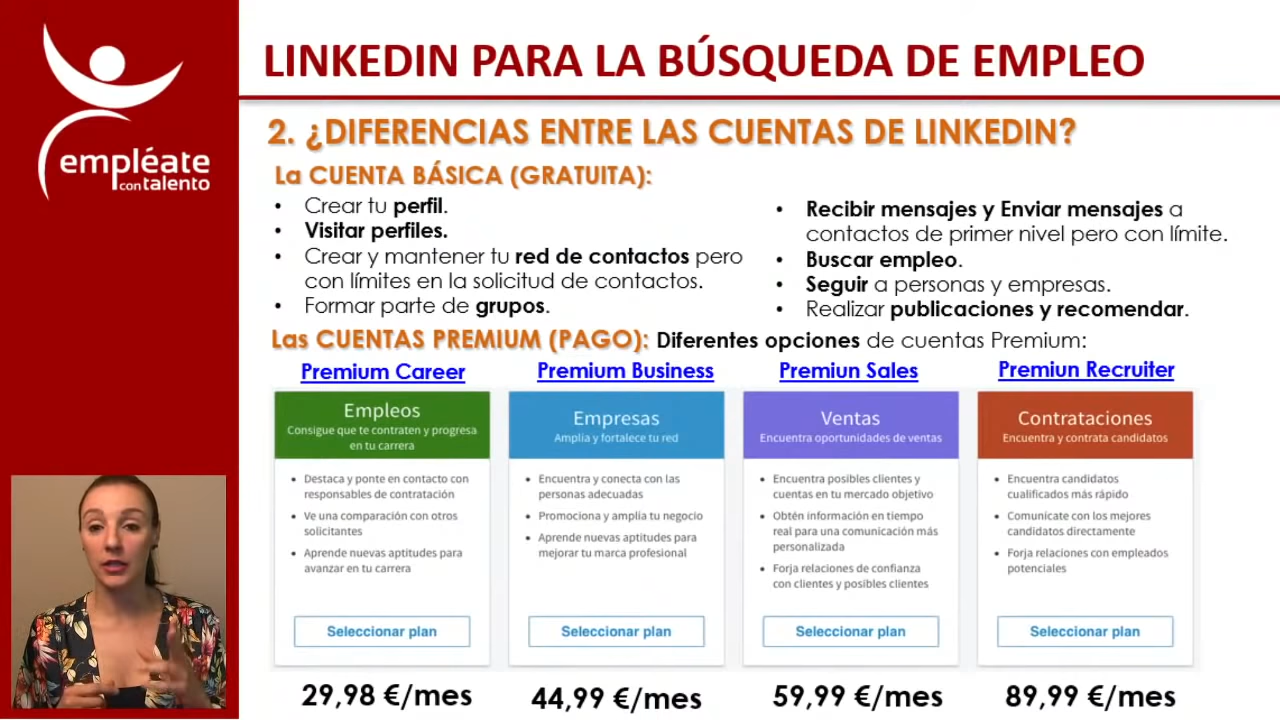 LINKEDIN PARA LA BÚSQUEDA DE EMPLEO
empléate
con talento
2. ¿DIFERENCIAS ENTRE LAS CUENTAS DE LINKEDIN?
La CUENTA BÁSICA (GRATUITA):
• Crear tu perfil.
• Visitar perfiles.
• Crear y mantener tu red de contactos pero
con límites en la solicitud de contactos.
• Formar parte de grupos.
• Recibir mensajes y Enviar mensajes a
contactos de primer nivel pero con límite.
• Buscar empleo.
• Seguir a personas y empresas.
• Realizar publicaciones y recomendar.
Las CUENTAS PREMIUM (PAGO): Diferentes opciones de cuentas Premium:
Premium Career
Empleos
Consigue que te contraten y progresa
en tu carrera
• Destaca y ponte en contacto con
responsables de contratación
• Ve una comparación con otros
solicitantes
• Aprende nuevas aptitudes para
avanzar en tu carrera
Seleccionar plan
29,98 €/mes
Premium Business
Empresas
Amplia y fortalece tu red
• Encuentra y conecta con las
personas adecuadas
• Promociona y amplía tu negocio
• Aprende nuevas aptitudes para
mejorar tu marca profesional
Seleccionar plan
44,99 €/mes
Premiun Sales
Ventas
Encuentra oportunidades de ventas
• Encuentra posibles clientes y
cuentas en tu mercado objetivo
• Obtén información en tiempo
real para una comunicación más
personalizada
• Forja relaciones de confianza
con clientes y posibles clientes
Seleccionar plan
59,99 €/mes
Premiun Recruiter
Contrataciones
Encuentra y contrata candidatos
• Encuentra candidatos
cualificados más rápido
• Comunícate con los mejores
candidatos directamente
• Forja relaciones con empleados
potenciales
Seleccionar plan
89,99 €/mes